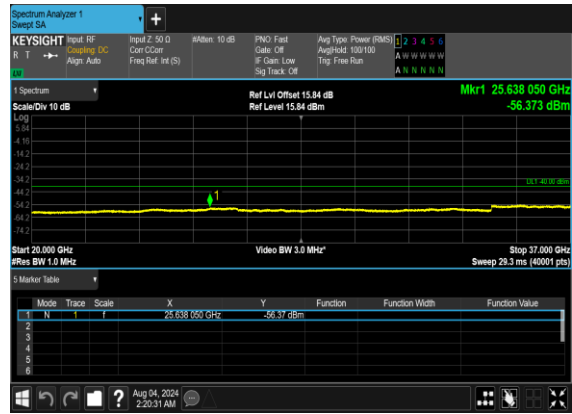 Spectrum Analyzer 1
Swept SA
KEYSIGHT Input: RF Input Z: 50 Ω #Atten: 10 dB PNO: Fast Avg Type: Power (RMS) 1 2 3 4 5 6
R T Coupling: DC Corr CCorr Gate: Off Avg|Hold: 100/100 A W W W W W
Align: Auto Freq Ref: Int (S) IF Gain: Low Trig: Free Run
Sig Track: Off A N N N N N
1 Spectrum Ref Lvl Offset 15.84 dB Mkr1 25.638 050 GHz
Scale/Div 10 dB Ref Level 15.84 dBm -56.373 dBm
Log
5.84
-4.16
-14.2
-24.2
-34.2
DL1 -40.00 dBm
-44.2
1
-54.2
-64.2
-74.2
Start 20.000 GHz Video BW 3.0 MHz* Stop 37.000 GHz
#Res BW 1.0 MHz Sweep 29.3 ms (40001 pts)
5 Marker Table
Mode Trace Scale X Y Function Function Width Function Value
1 N 1 f 25.638 050 GHz -56.37 dBm
2
3
4
5
6
? Aug 04, 2024
2:20:31 AM